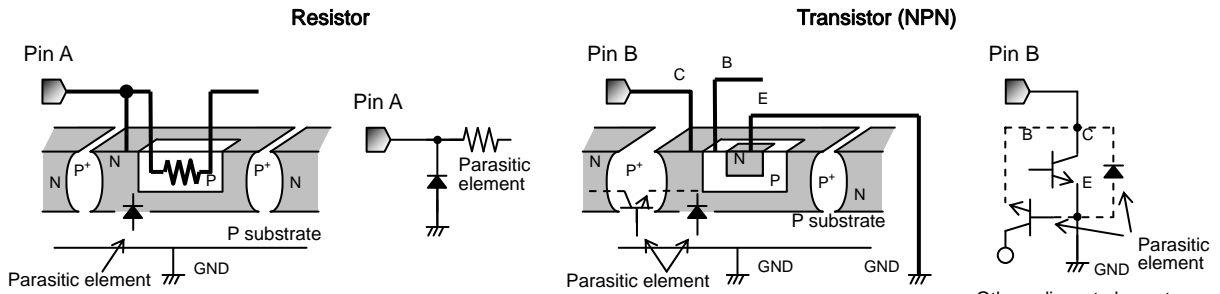 Resistor
Transistor (NPN)
Pin A
Pin A
Pin B
Pin B
C
B
E
B
C
E
N
N
P+
P
P+
N
Parasitic
element
N
P+
N
P
P+
N
P substrate
P substrate
Parasitic element
GND
Parasitic element
GND
GND
GND
Parasitic
element